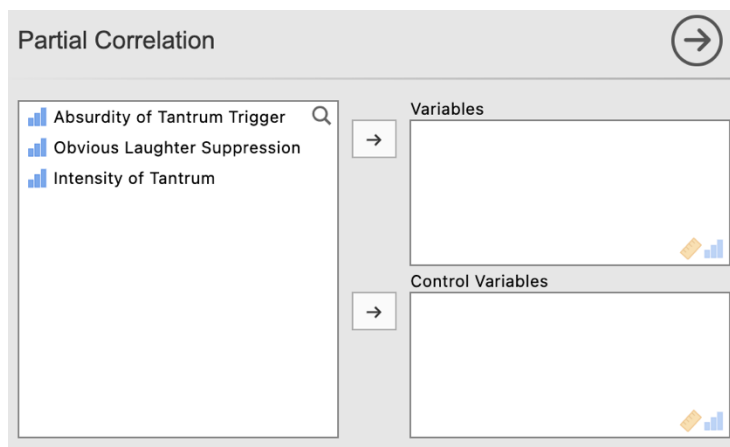 Partial Correlation
Absurdity of Tantrum Trigger
Obvious Laughter Suppression
Intensity of Tantrum
Variables
Control Variables